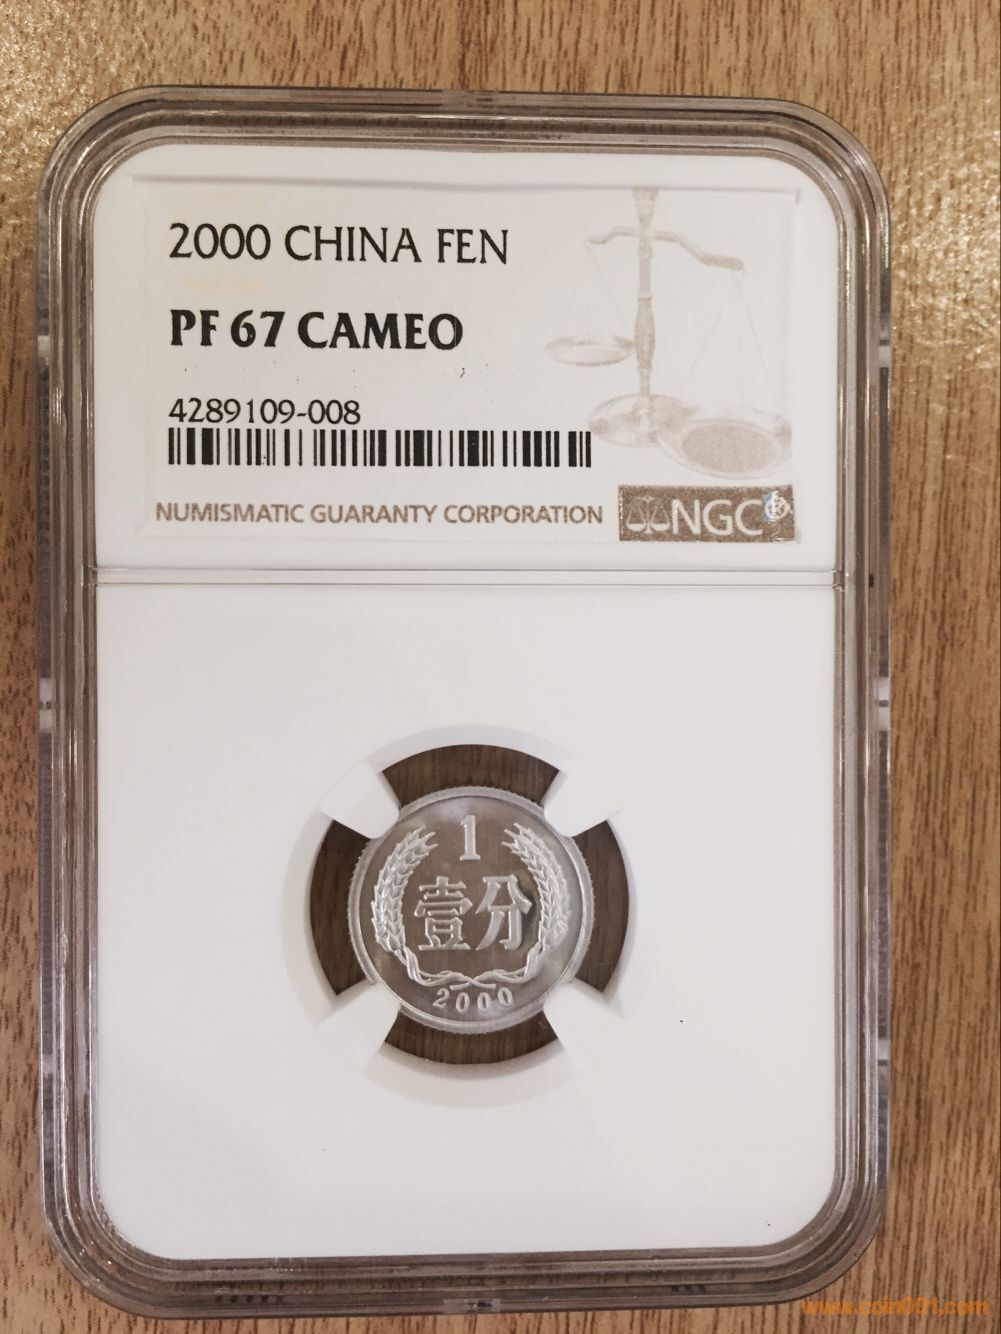 2000 CHINA FEN
PF 67 CAMEO
4289109-008
NUMISMATIC GUARANTY CORPORATION
NGC
1
壹分
2000
www.coin001.com